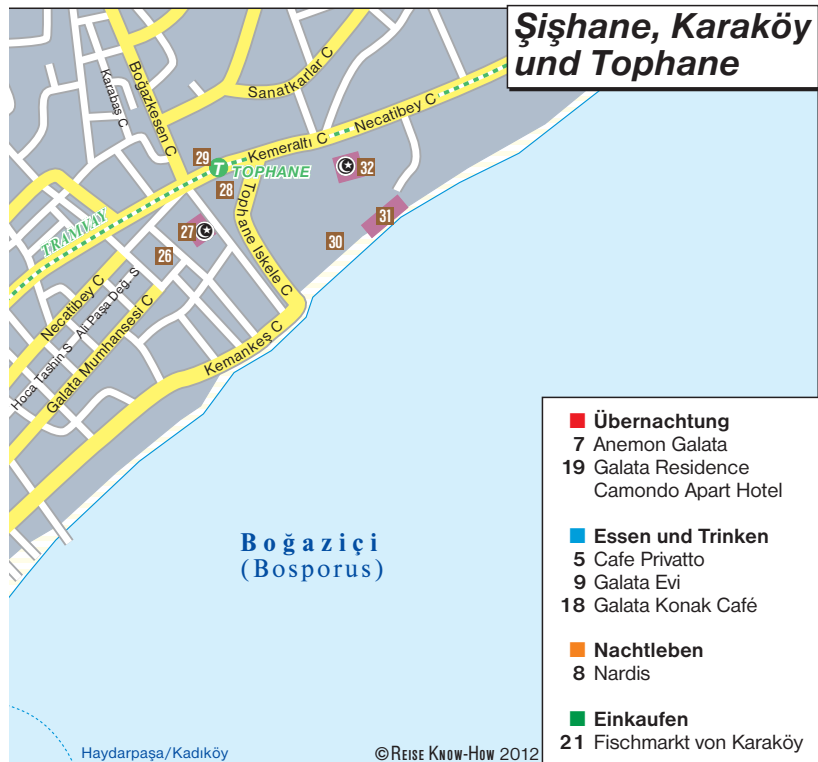 Şişhane, Karaköy
und Tophane
Karabaş C
Boğazkesen C
Sanatkarlar C
Necatibey C
Kemeraltı C
29
T TOPHANE
32
28
Tophane Iskele C
31
27
30
TRAMVAY
26
Necatibey C
Ali Paşa Değ. S
Hoca Tashin S
Galata Mumhansesi C
Kemankeş C
Boğaziçi
(Bosporus)
Übernachtung
7 Anemon Galata
19 Galata Residence
Camondo Apart Hotel
Essen und Trinken
5 Cafe Privatto
9 Galata Evi
18 Galata Konak Café
Nachtleben
8 Nardis
Einkaufen
21 Fischmarkt von Karaköy
Haydarpaşa/Kadıköy
©REISE KNOW-HOW 2012